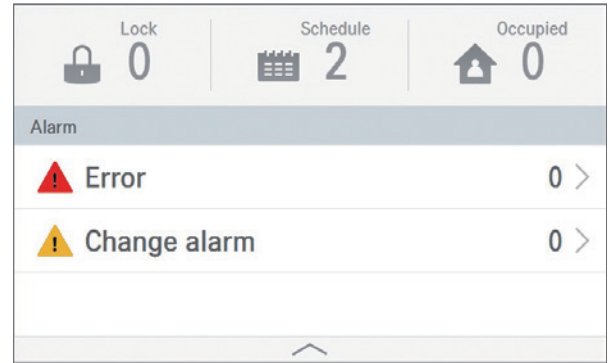 Lock Schedule Occupied
0 2 0
Alarm
Error 0
Change alarm 0